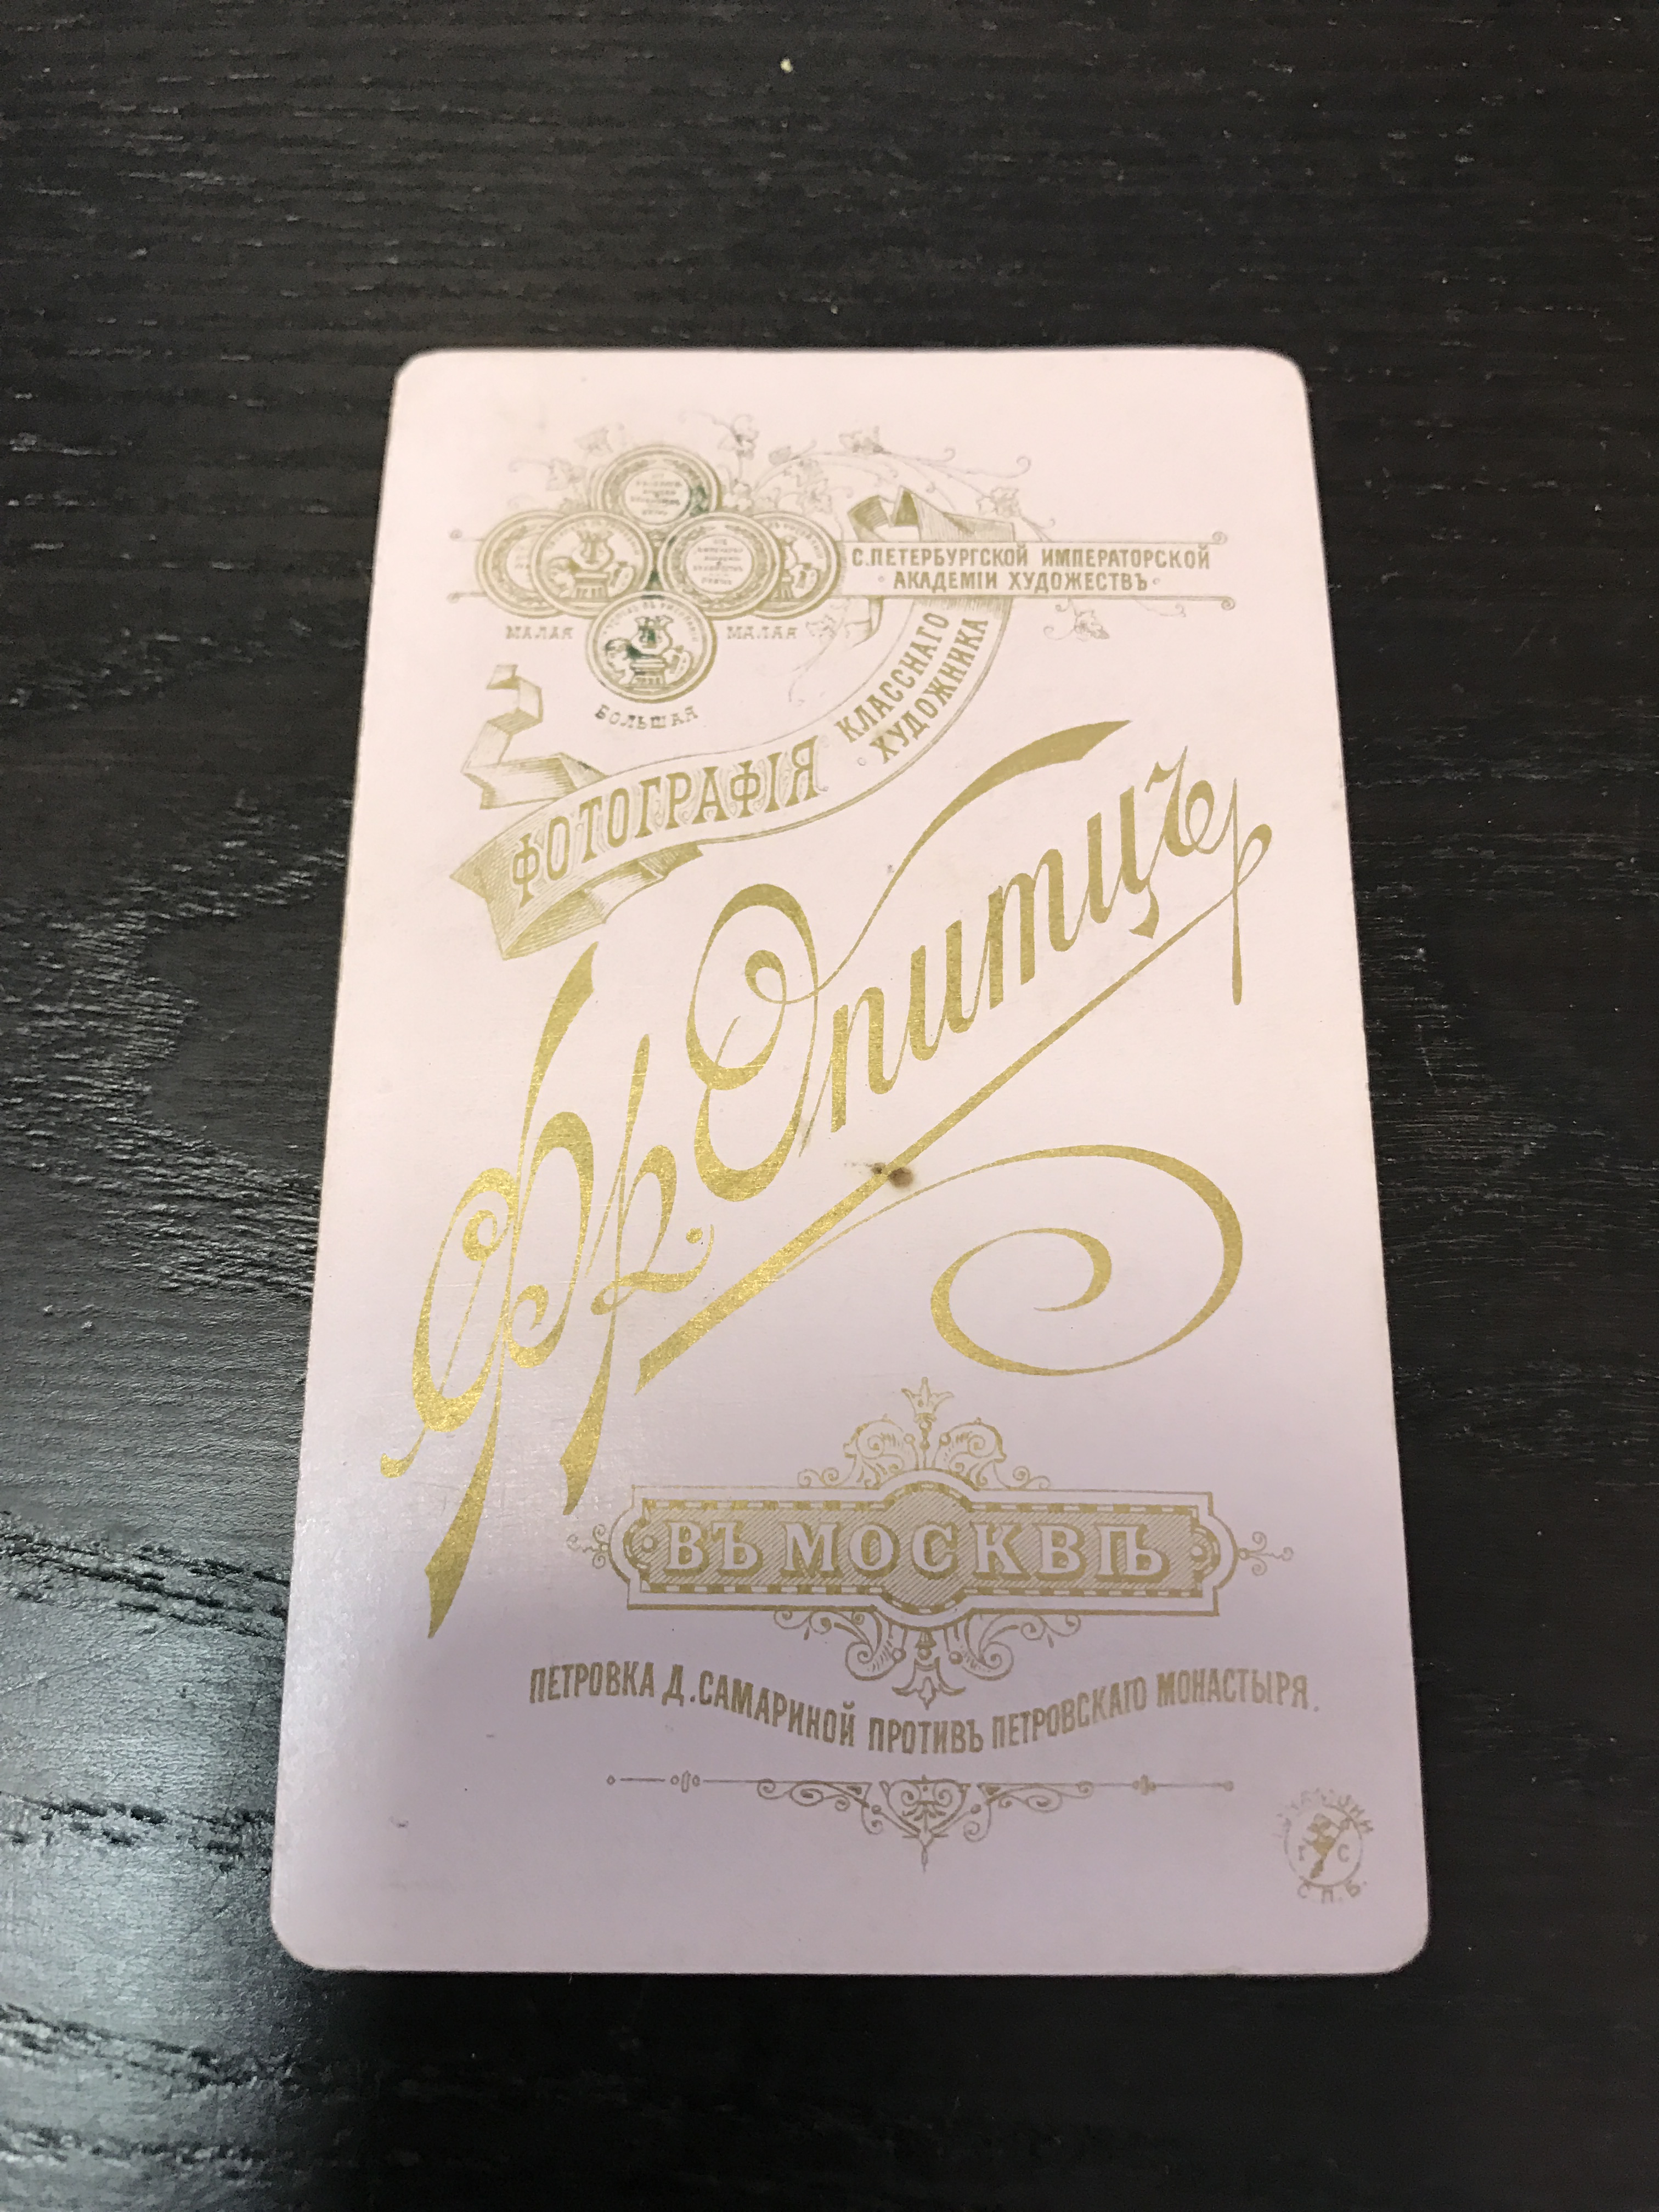 С.ПЕТЕРБУРГСКОЙ ИМПЕРАТОРСКОЙ
АКАДЕМІИ ХУДОЖЕСТВЪ
МАЛАЯ
МАЛАЯ
БОЛЬШАЯ
ФОТОГРАФІЯ
КЛАССНАГО
ХУДОЖНИКА
Фр. Опитцъ
ВЪ МОСКВѢ
ПЕТРОВКА Д. САМАРИНОЙ ПРОТИВЪ ПЕТРОВСКАГО МОНАСТЫРЯ.
С
С.П.Б.